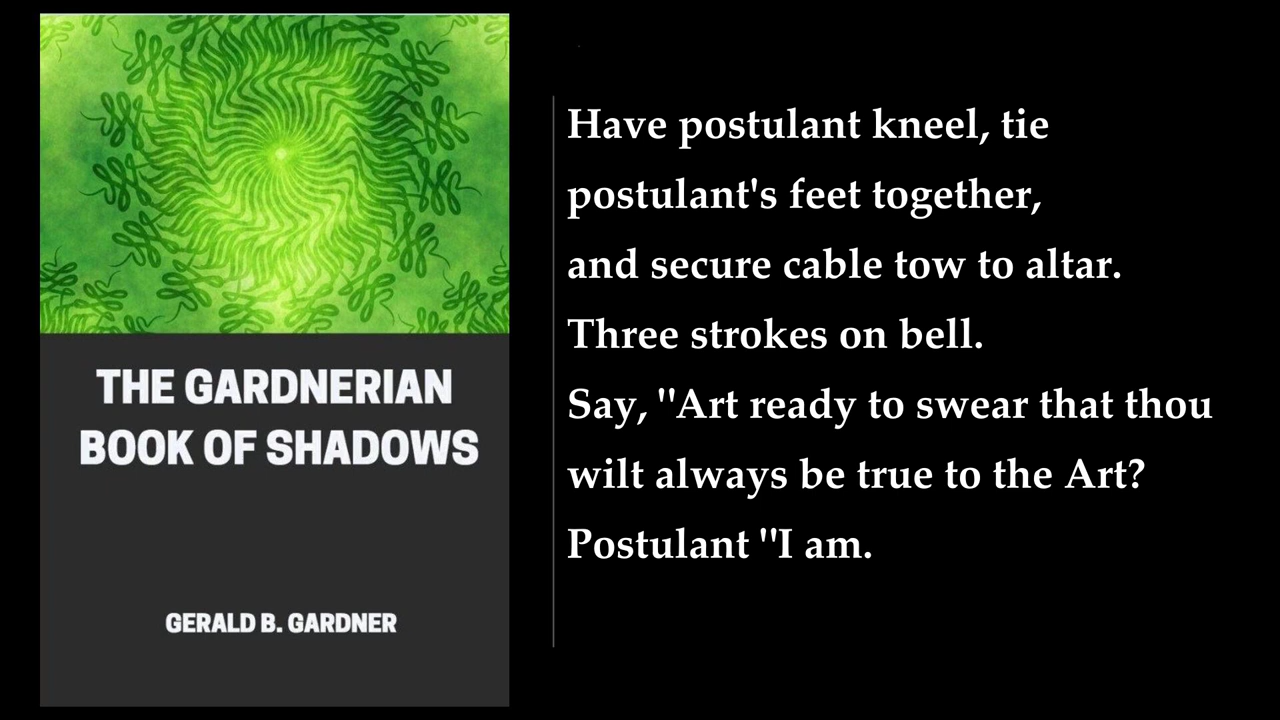 THE GARDNERIAN
BOOK OF SHADOWS
GERALD B. GARDNER
Have postulant kneel, tie
postulant's feet together,
and secure cable tow to altar.
Three strokes on bell.
Say, "Art ready to swear that thou
wilt always be true to the Art?
Postulant "I am.